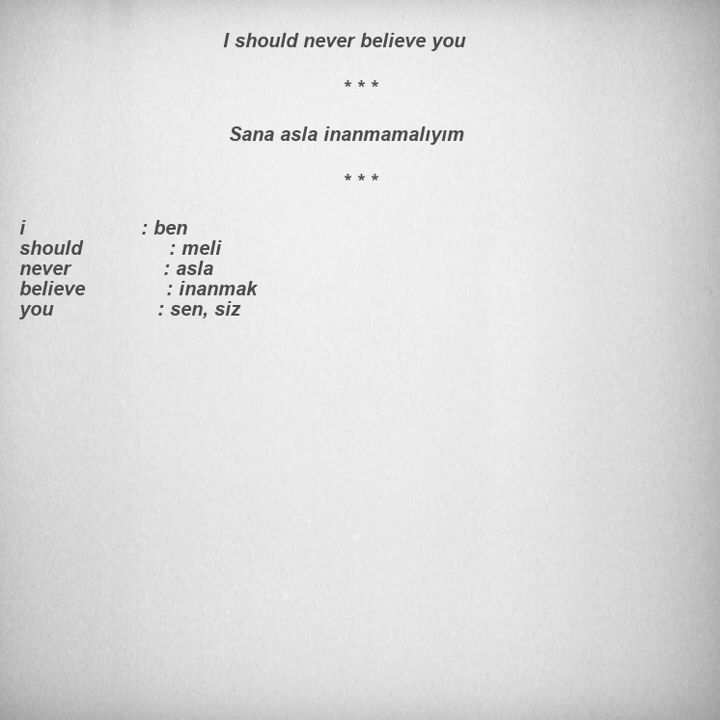 I should never believe you
* * *
Sana asla inanmamalıyım
* * *
i : ben
should : meli
never : asla
believe : inanmak
you : sen, siz